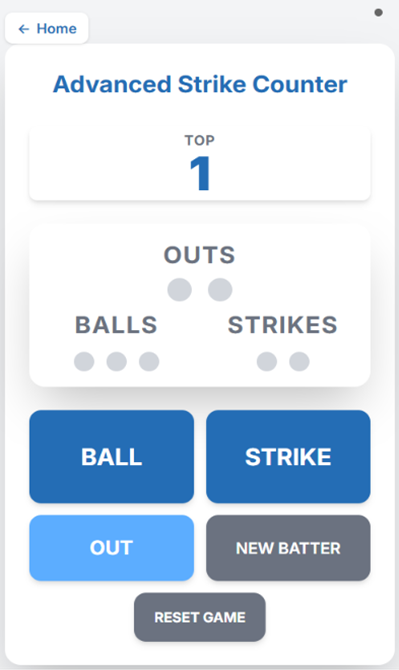 ← Home
Advanced Strike Counter
TOP
1
OUTS
BALLS STRIKES
BALL STRIKE
OUT NEW BATTER
RESET GAME